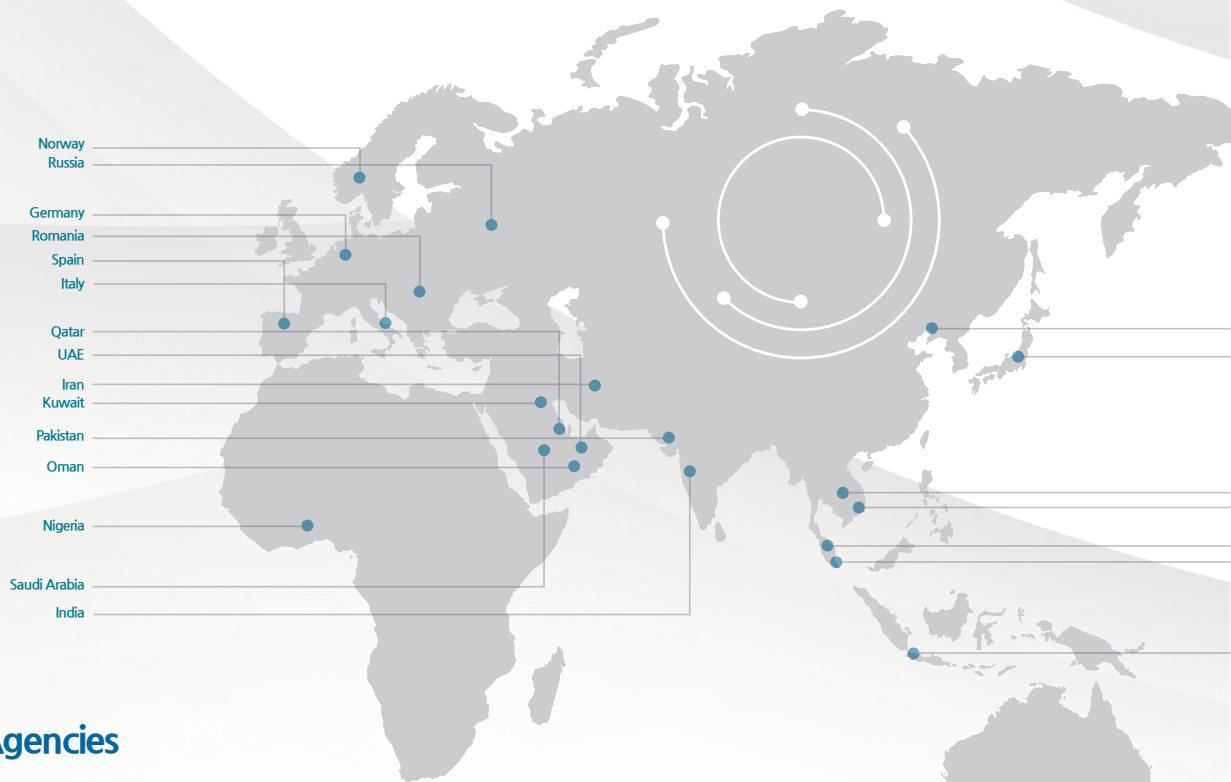 Norway
Russia
Germany
Romania
Spain
Italy
Qatar
UAE
Iran
Kuwait
Pakistan
Oman
Nigeria
Saudi Arabia
India
Agencies